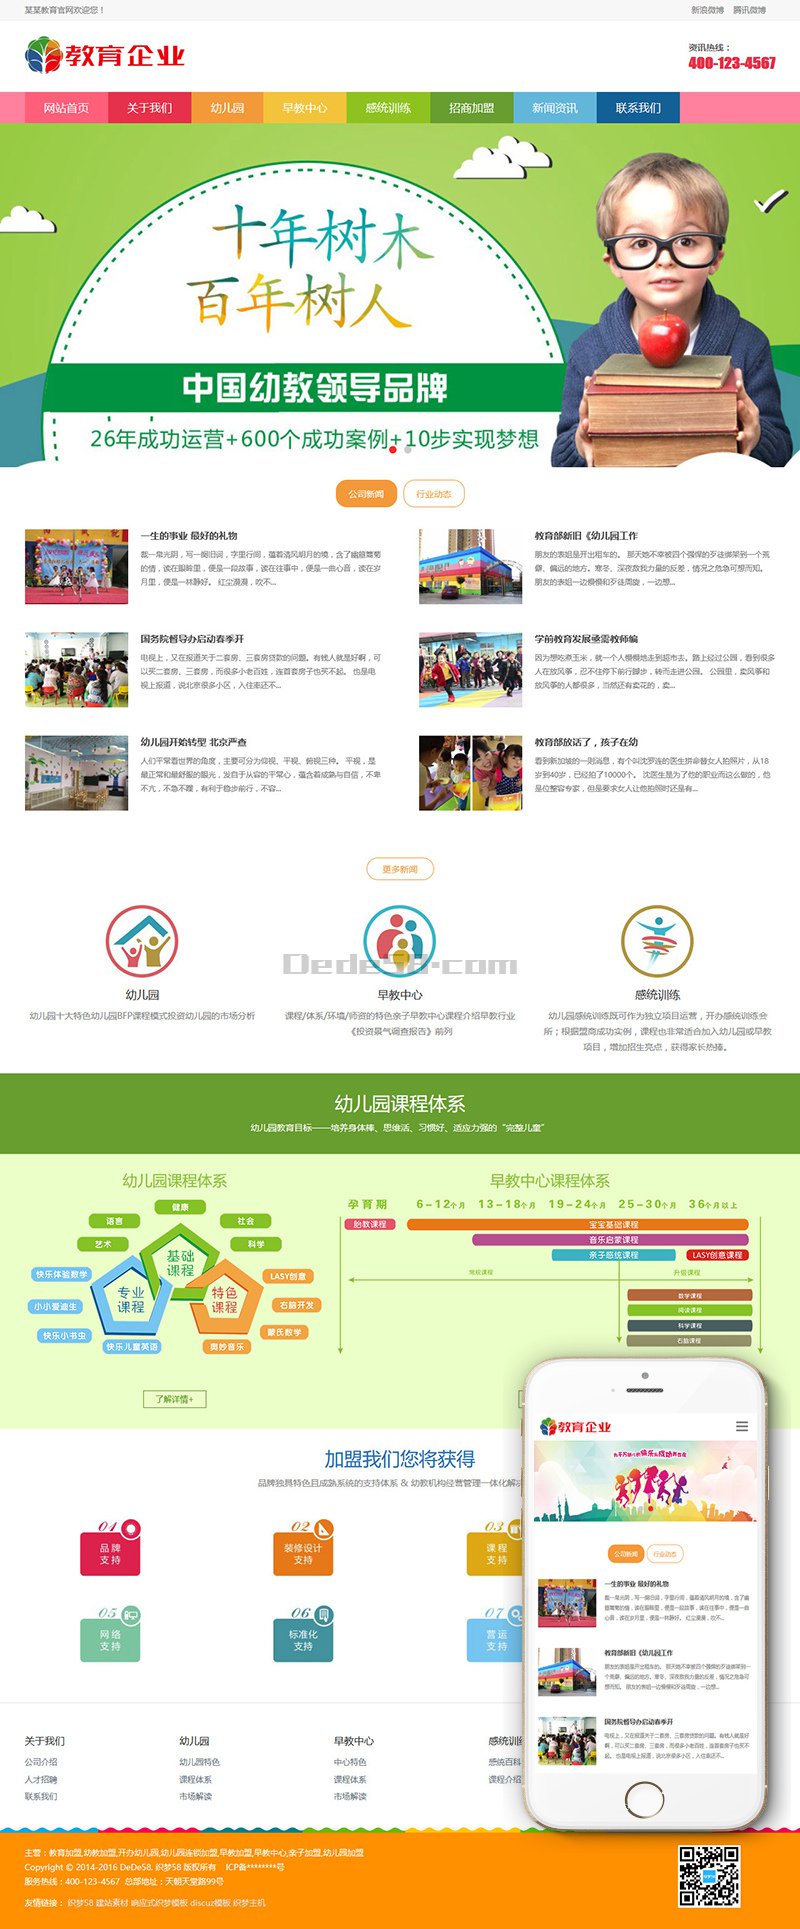 某某教育官网欢迎您！ 新浪微博 腾讯微博
教育企业
资讯热线：
400-123-4567
网站首页 关于我们 幼儿园 早教中心 感统训练 招商加盟 新闻资讯 联系我们
十年树木
百年树人
中国幼教领导品牌
26年成功运营+600个成功案例+10步实现梦想
公司新闻 行业动态
一生的事业 最好的礼物
裁一帘光阴，写一阕旧词，字里行间，蕴着清风明月的境，含了幽雅篱菊
的情，读在眼眸里，便是一段故事，读在往事中，便是一曲心音，读在岁
月里，便是一林静好。 红尘漠漠，吹不...
教育部新旧《幼儿园工作
朋友的表姐是开出租车的。 那天她不幸被四个强悍的歹徒绑架到一个荒
僻、偏远的地方。寒冬、深夜敌我力量的反差，情况之危急可想而知。
朋友的表姐一边慢慢和歹徒周旋，一边想...
国务院督导办启动春季开
电视上，又在报道关于二套房、三套房贷款的问题。有钱人就是好啊，可
以买二套房、三套房，而很多小老百姓，连首套房子也买不起。 也是电
视上报道，说北京很多小区，入住率还不...
学前教育发展亟需教师编
因为想吃煮玉米，就一个人慢慢地走到超市去。路上经过公园，看到很多
人在放风筝，忍不住停下前行脚步，转而走进公园。 公园里，卖风筝和
放风筝的人都很多，当然还有卖花的，卖...
幼儿园开始转型 北京严查
人们平常看世界的角度，主要可分为仰视、平视、俯视三种。 平视，是
最正常和最舒服的眼光，发自于从容的平常心，蕴含着成熟与自信，不卑
不亢，不急不躁，有利于稳步前行，不容...
教育部放话了，孩子在幼
看到新加坡的一则消息，有个叫沈罗连的医生拼命替女人拍照片，从18
岁到40岁，已经拍了10000个。 沈医生是为了他的职业而这么做的，他
是位整容专家，但是要求女人让他拍照时还是有...
更多新闻
Dede58.com
幼儿园
幼儿园十大特色幼儿园BFP课程模式投资幼儿园的市场分析
早教中心
课程/体系/环境/师资的特色亲子早教中心课程介绍早教行业
《投资景气调查报告》前列
感统训练
幼儿园感统训练既可作为独立项目运营，开办感统训练会
所；根据盟商成功实例，课程也非常适合加入幼儿园或早教
项目，增加招生亮点，获得家长热捧。
幼儿园课程体系
幼儿园教育目标——培养身体棒、思维活、习惯好、适应力强的“完整儿童”
幼儿园课程体系
健康
语言 社会
艺术 科学
基础
课程
快乐体验数学
小小爱迪生
快乐小书虫
快乐儿童英语
专业
课程
特色
课程
LASY创意
右脑开发
蒙氏数学
奥妙音乐
了解详情+
早教中心课程体系
孕育期 6-12个月 13-18个月 19-24个月 25-30个月 36个月以上
胎教课程 宝宝基础课程
音乐启蒙课程
亲子感统课程 LASY创意课程
常规课程 升级课程
数学课程
阅读课程
科学课程
右脑课程
加盟我们您将获得
品牌独具特色且成熟系统的支持体系 & 幼教机构经营管理一体化解决
01 品牌
支持
02 装修设计
支持
03 课程
支持
05 网络
支持
06 标准化
支持
07 营运
支持
教育企业
公司新闻 行业动态
一生的事业 最好的礼物
裁一帘光阴，写一阕旧词，字里行间，蕴着清风明月的境，含了幽
雅篱菊的情，读在眼眸里，便是一段故事，读在往事中，便是一曲
心音，读在岁月里，便是一林静好。 红尘漠漠，吹不...
教育部新旧《幼儿园工作
朋友的表姐是开出租车的。 那天她不幸被四个强悍的歹徒绑架到一
个荒僻、偏远的地方。寒冬、深夜敌我力量的反差，情况之危急可
想而知。 朋友的表姐一边慢慢和歹徒周旋，一边想...
国务院督导办启动春季开
电视上，又在报道关于二套房、三套房贷款的问题。有钱人就是好
啊，可以买二套房、三套房，而很多小老百姓，连首套房子也买不
起。 也是电视上报道，说北京很多小区，入住率还不...
关于我们
公司介绍
人才招聘
联系我们
幼儿园
幼儿园特色
课程体系
市场解读
早教中心
中心特色
课程体系
市场解读
感统训练
感统百科
课程介绍
主营：教育加盟,幼教加盟,开办幼儿园,幼儿园连锁加盟,早教加盟,早教中心,亲子加盟,幼儿园加盟
Copyright © 2014-2016 DeDe58. 织梦58 版权所有 ICP备********号
服务热线：400-123-4567 总部地址：天朝天堂路99号
友情链接： 织梦58 建站素材 响应式织梦模板 discuz模板 织梦主机